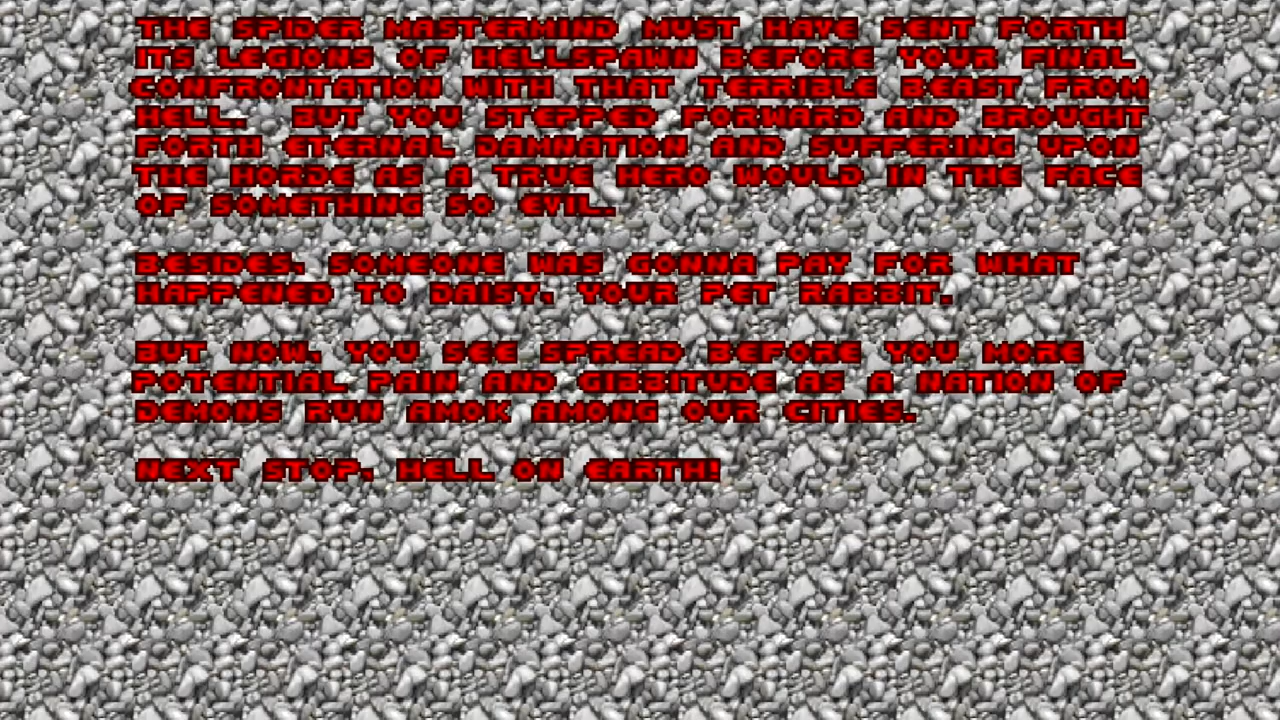 THE SPIDER MASTERMIND MUST HAVE SENT FORTH
ITS LEGIONS OF HELLSPAWN BEFORE YOUR FINAL
CONFRONTATION WITH THAT TERRIBLE BEAST FROM
HELL.  BUT YOU STEPPED FORWARD AND BROUGHT
FORTH ETERNAL DAMNATION AND SUFFERING UPON
THE HORDE AS A TRUE HERO WOULD IN THE FACE
OF SOMETHING SO EVIL.
BESIDES, SOMEONE WAS GONNA PAY FOR WHAT
HAPPENED TO DAISY, YOUR PET RABBIT.
BUT NOW, YOU SEE SPREAD BEFORE YOU MORE
POTENTIAL PAIN AND GIBBITUDE AS A NATION OF
DEMONS RUN AMOK AMONG OUR CITIES.
NEXT STOP, HELL ON EARTH!